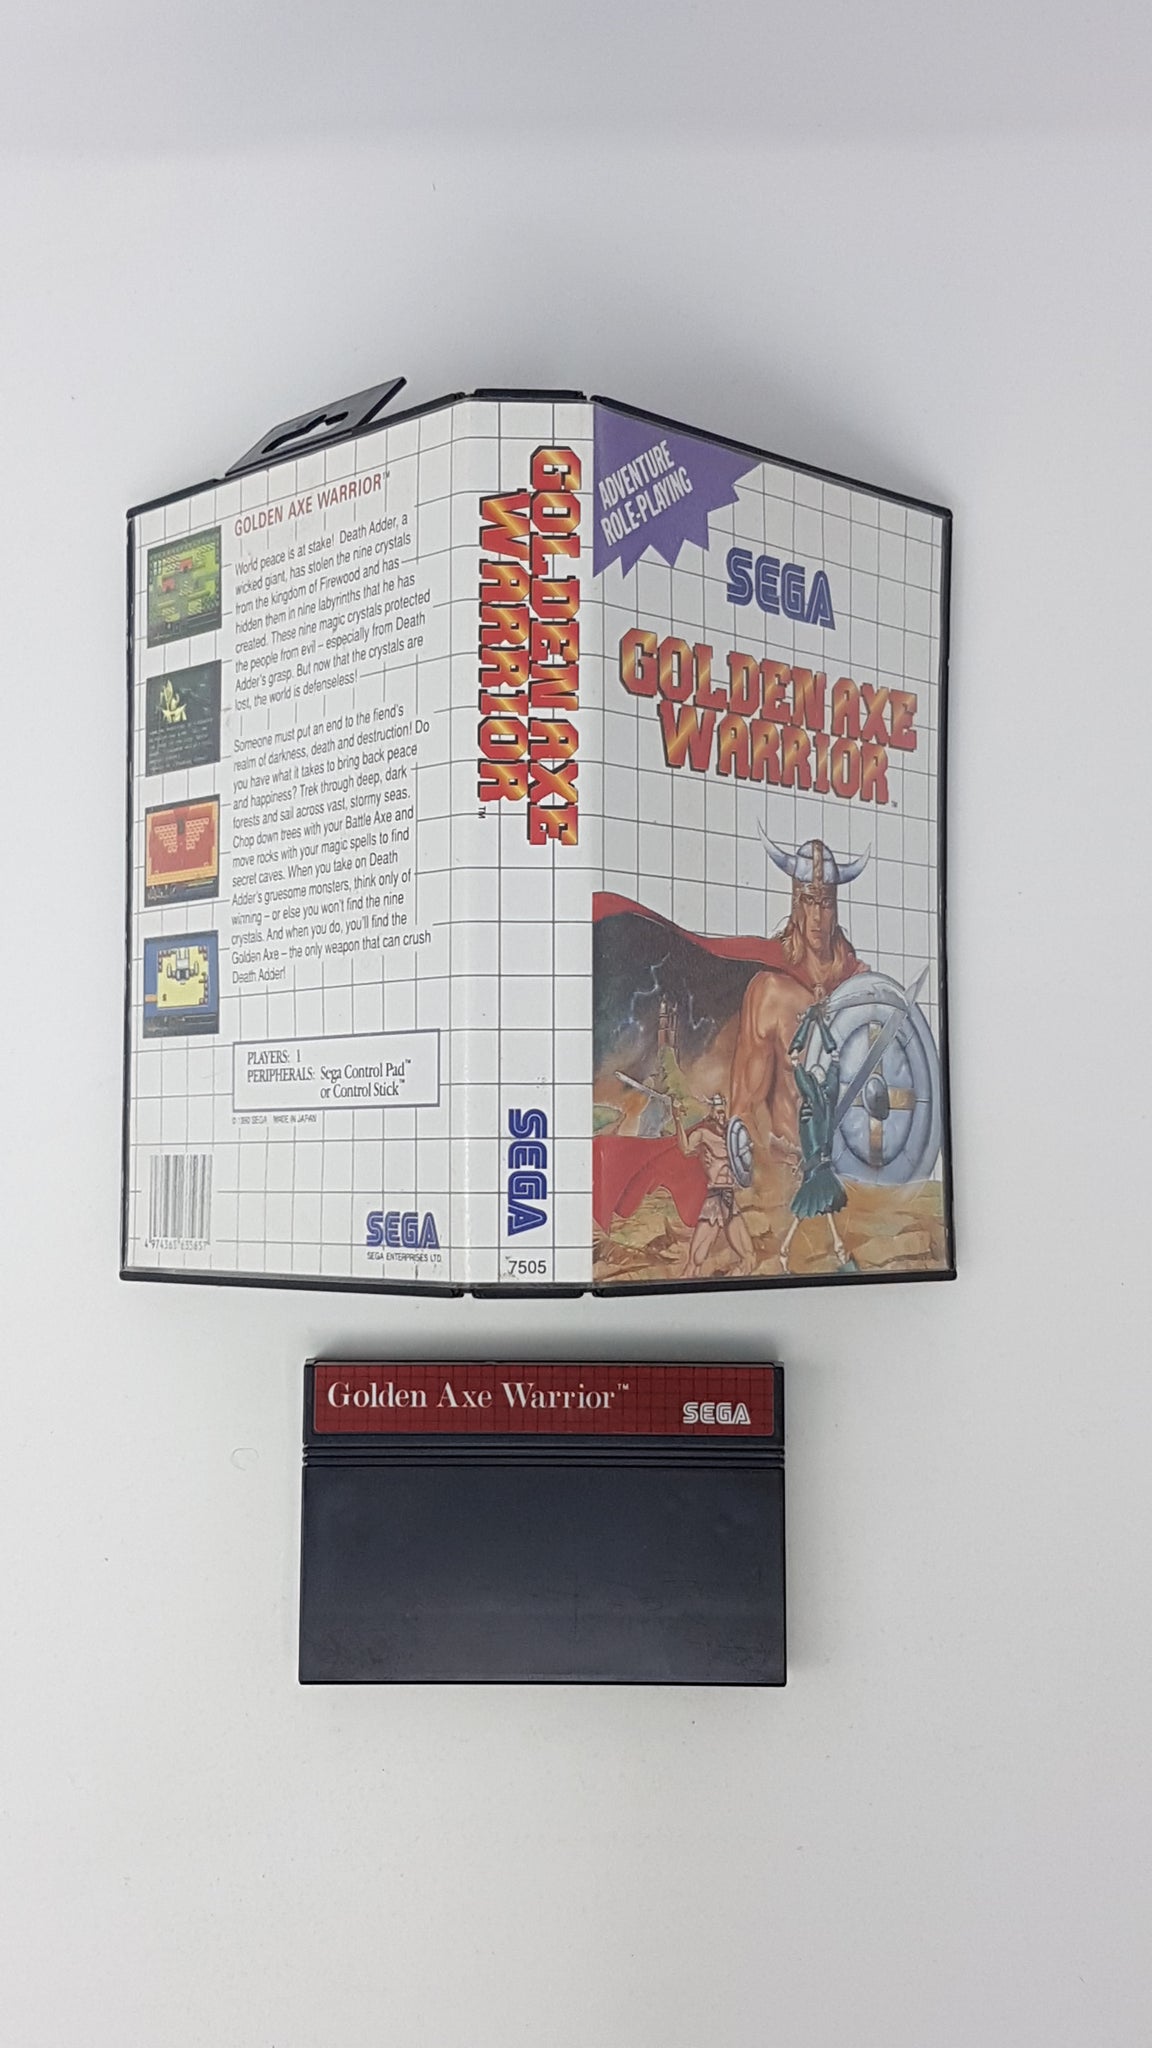 GOLDEN AXE WARRIOR™
World peace is at stake! Death Adder, a
wicked giant, has stolen the nine crystals
from the kingdom of Firewood and has
hidden them in nine labyrinths that he has
created. These nine magic crystals protected
the people from evil – especially from Death
Adder's grasp. But now that the crystals are
lost, the world is defenseless!
Someone must put an end to the fiend's
realm of darkness, death and destruction! Do
you have what it takes to bring back peace
and happiness? Trek through deep, dark
forests and sail across vast, stormy seas.
Chop down trees with your Battle Axe and
move rocks with your magic spells to find
secret caves. When you take on Death
Adder's gruesome monsters, think only of
winning – or else you won't find the nine
crystals. And when you do, you'll find the
Golden Axe – the only weapon that can crush
Death Adder!
PLAYERS: 1
PERIPHERALS: Sega Control Pad™
or Control Stick™
© 1990 SEGA MADE IN JAPAN
SEGA
SEGA ENTERPRISES LTD.
GOLDEN AXE
WARRIOR™
SEGA
7505
ADVENTURE
ROLE-PLAYING
SEGA
GOLDEN AXE
WARRIOR™
Golden Axe Warrior™
SEGA